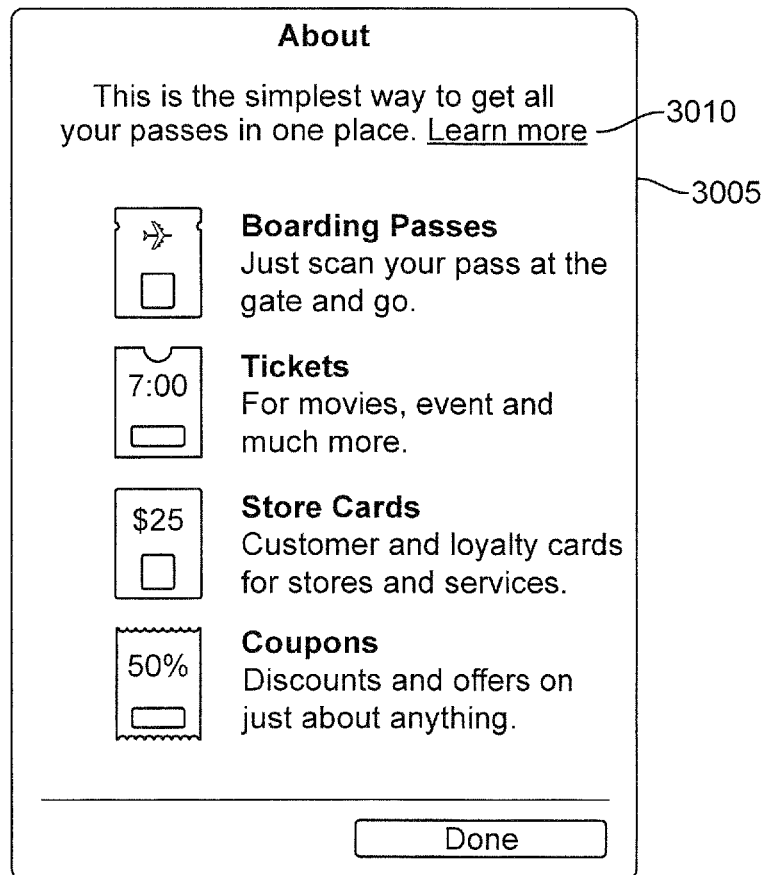 About
This is the simplest way to get all
your passes in one place. Learn more
3010
3005
Boarding Passes
Just scan your pass at the
gate and go.
7:00
Tickets
For movies, event and
much more.
$25
Store Cards
Customer and loyalty cards
for stores and services.
50%
Coupons
Discounts and offers on
just about anything.
Done